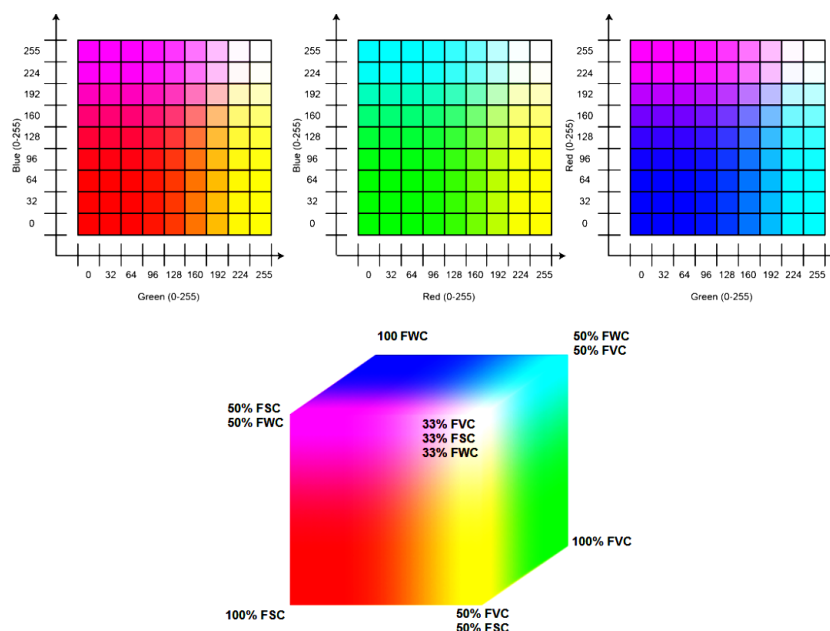 Blue (0-255)
255
224
192
160
128
96
64
32
0
0 32 64 96 128 160 192 224 255
Green (0-255)
Blue (0-255)
255
224
192
160
128
96
64
32
0
0 32 64 96 128 160 192 224 255
Red (0-255)
Red (0-255)
255
224
192
160
128
96
64
32
0
0 32 64 96 128 160 192 224 255
Green (0-255)
100 FWC
50% FWC
50% FVC
50% FSC
50% FWC
33% FVC
33% FSC
33% FWC
100% FVC
100% FSC
50% FVC
50% FSC